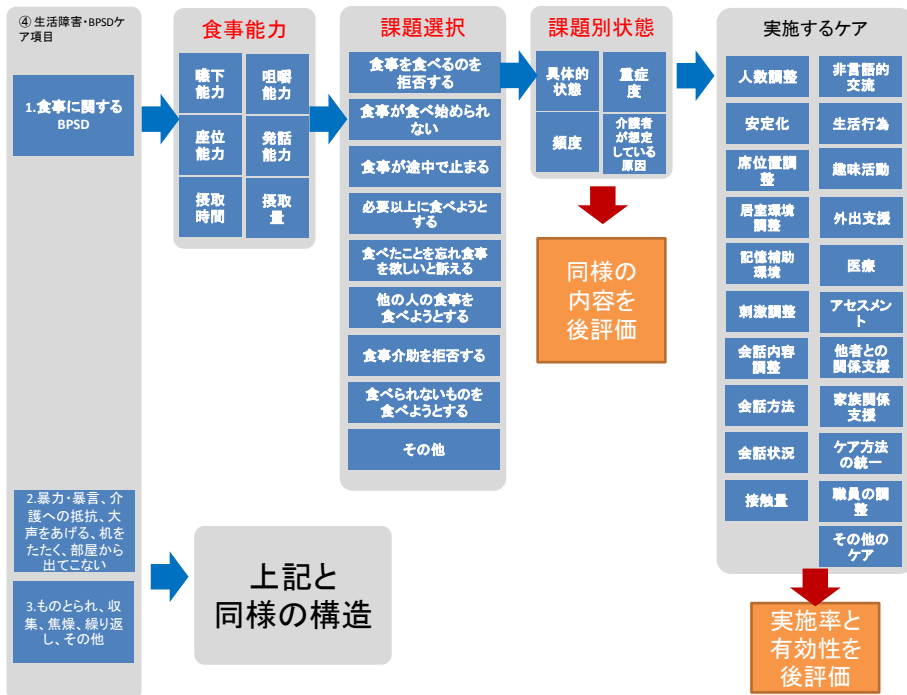 ④ 生活障害・BPSDケ
ア項目
1.食事に関する
BPSD
2.暴力・暴言、介
護への抵抗、大
声をあげる、机を
たたく、部屋から
出てこない
3.ものとられ、収
集、焦燥、繰り返
し、その他
食事能力
嚥下
能力
咀嚼
能力
座位
能力
発話
能力
摂取
時間
摂取
量
課題選択
食事を食べるのを
拒否する
食事が食べ始められ
ない
食事が途中で止まる
必要以上に食べようと
する
食べたことを忘れ食事
を欲しいと訴える
他の人の食事を
食べようとする
食事介助を拒否する
食べられないものを
食べようとする
その他
課題別状態
具体的
状態
重症
度
頻度
介護者
が想定
している
原因
同様の
内容を
後評価
実施するケア
人数調整
非言語的
交流
安定化
生活行為
席位置調
整
趣味活動
居室環境
調整
外出支援
記憶補助
環境
医療
刺激調整
アセスメン
ト
会話内容
調整
他者との
関係支援
会話方法
家族関係
支援
会話状況
ケア方法
の統一
接触量
職員の調
整
その他の
ケア
実施率と
有効性を
後評価
上記と
同様の構造